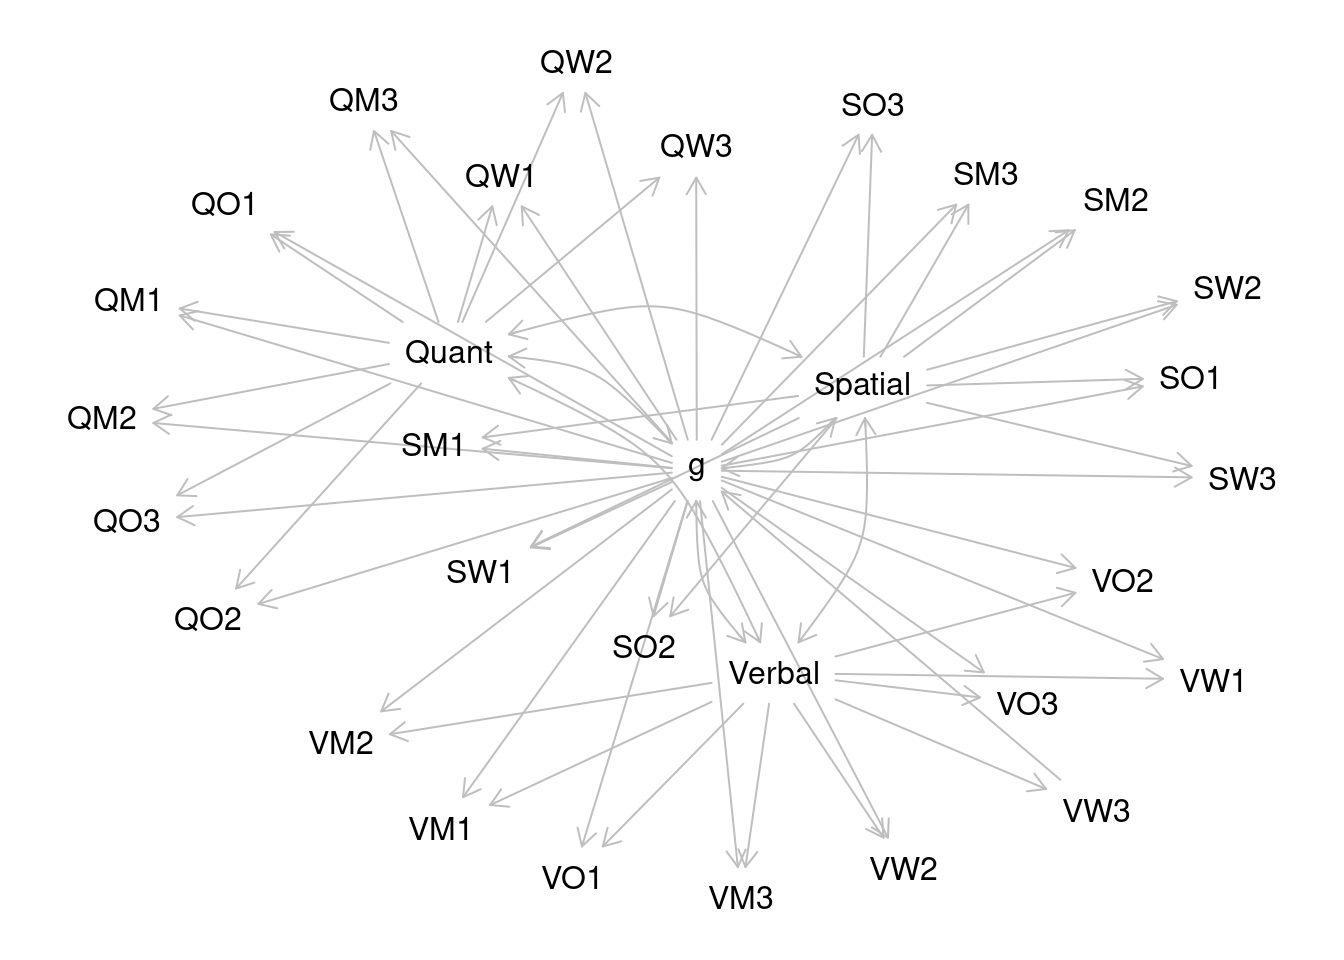 QW2
QM3
SO3
QW3
QW1
SM3
SM2
QO1
SW2
QM1
Quant
SO1
Spatial
QM2
SM1
g
SW3
QO3
SW1
VO2
QO2
SO2
Verbal
VW1
VO3
VM2
VW3
VM1
VW2
VO1
VM3